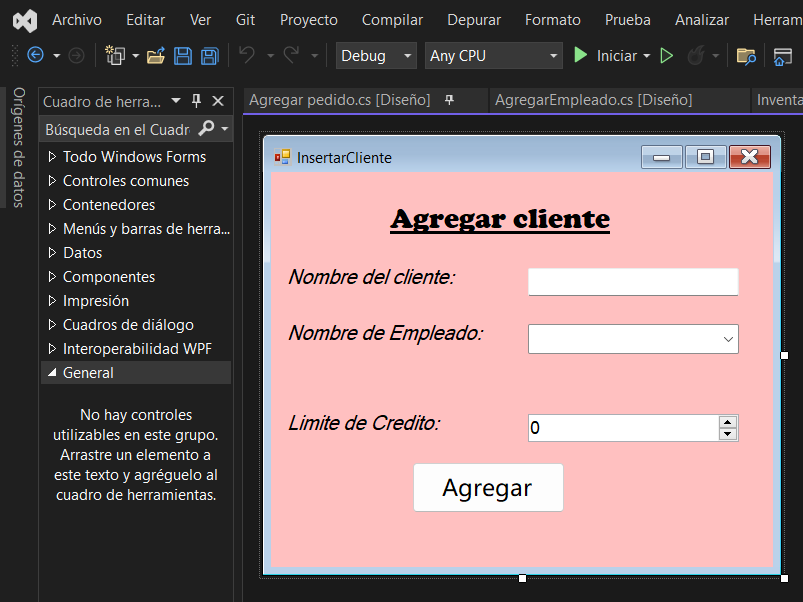 Archivo Editar Ver Git Proyecto Compilar Depurar Formato Prueba Analizar Herram
Debug Any CPU Iniciar
Orígenes de datos
Cuadro de herra...
Búsqueda en el Cuadr
Todo Windows Forms
Controles comunes
Contenedores
Menús y barras de herra...
Datos
Componentes
Impresión
Cuadros de diálogo
Interoperabilidad WPF
General
No hay controles
utilizables en este grupo.
Arrastre un elemento a
este texto y agréguelo al
cuadro de herramientas.
Agregar pedido.cs [Diseño] AgregarEmpleado.cs [Diseño] Inventa
InsertarCliente
Agregar cliente
Nombre del cliente:
Nombre de Empleado:
Limite de Credito: 0
Agregar